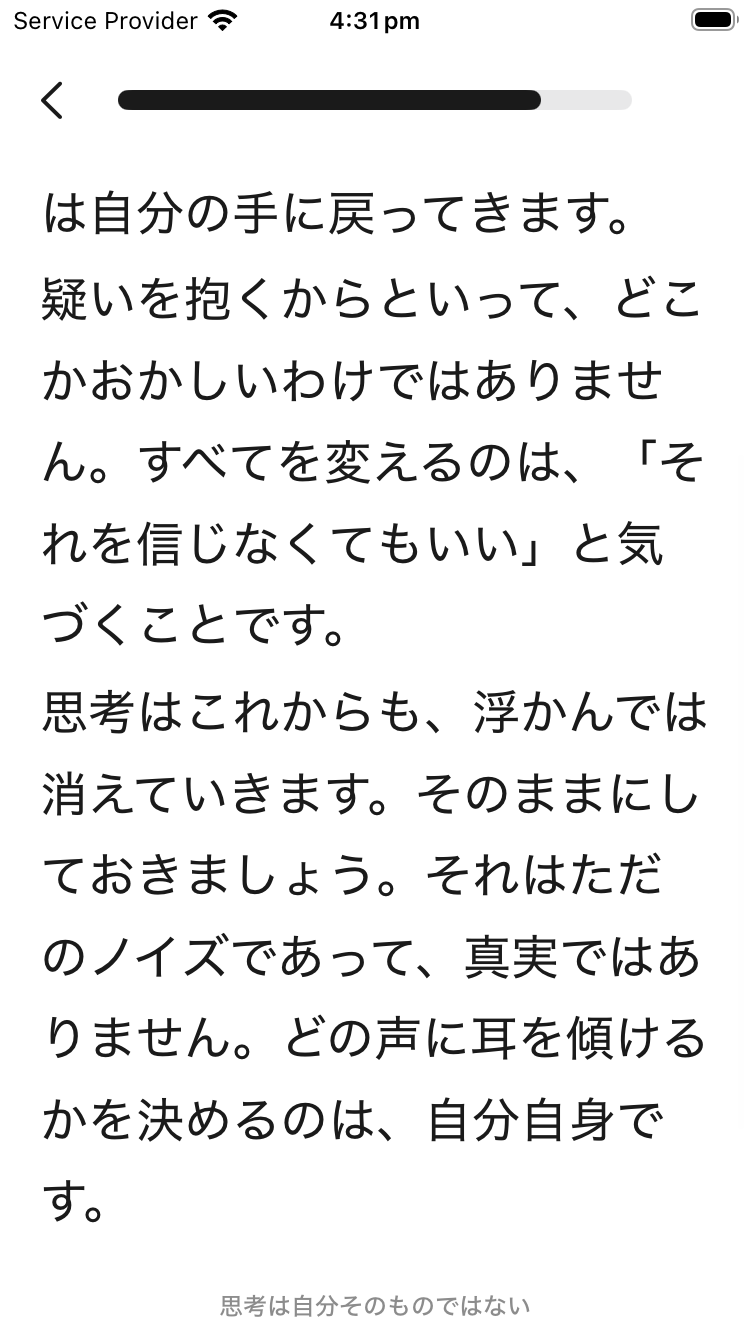 Service Provider 4:31pm
は自分の手に戻ってきます。
疑いを抱くからといって、どこ
かおかしいわけではありませ
ん。すべてを変えるのは、「そ
れを信じなくてもいい」と気
づくことです。
思考はこれからも、浮かんでは
消えていきます。そのままにし
ておきましょう。それはただ
のノイズであって、真実ではあ
りません。どの声に耳を傾ける
かを決めるのは、自分自身で
す。
思考は自分そのものではない